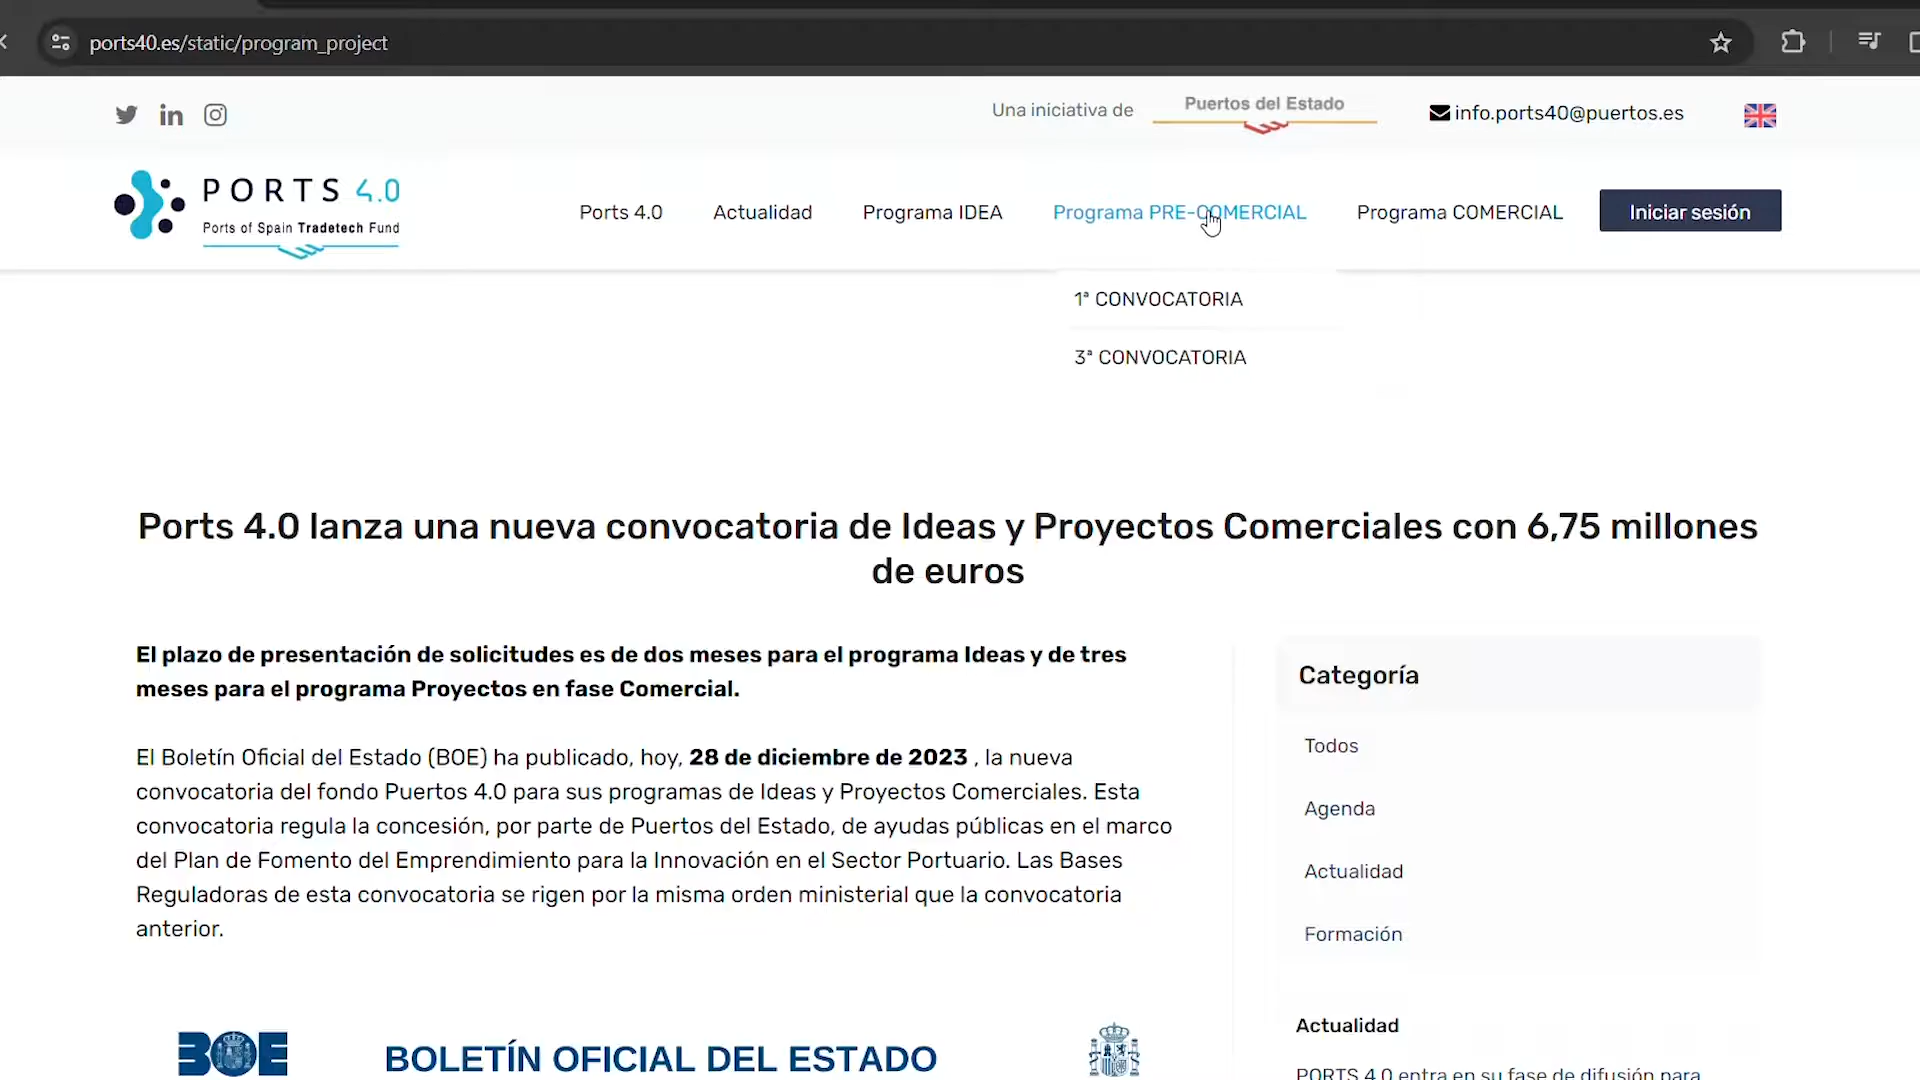 ports40.es/static/program_project
Una iniciativa de
Puertos del Estado
info.ports40@puertos.es
PORTS 4.0
Ports of Spain Tradetech Fund
Ports 4.0
Actualidad
Programa IDEA
Programa PRE-COMERCIAL
Programa COMERCIAL
Iniciar sesión
1ª CONVOCATORIA
3ª CONVOCATORIA
Ports 4.0 lanza una nueva convocatoria de Ideas y Proyectos Comerciales con 6,75 millones
de euros
El plazo de presentación de solicitudes es de dos meses para el programa Ideas y de tres
meses para el programa Proyectos en fase Comercial.
El Boletín Oficial del Estado (BOE) ha publicado, hoy, 28 de diciembre de 2023 , la nueva
convocatoria del fondo Puertos 4.0 para sus programas de Ideas y Proyectos Comerciales. Esta
convocatoria regula la concesión, por parte de Puertos del Estado, de ayudas públicas en el marco
del Plan de Fomento del Emprendimiento para la Innovación en el Sector Portuario. Las Bases
Reguladoras de esta convocatoria se rigen por la misma orden ministerial que la convocatoria
anterior.
BOE
BOLETÍN OFICIAL DEL ESTADO
Categoría
Todos
Agenda
Actualidad
Formación
Actualidad
PORTS 4.0 entra en su fase de difusión para